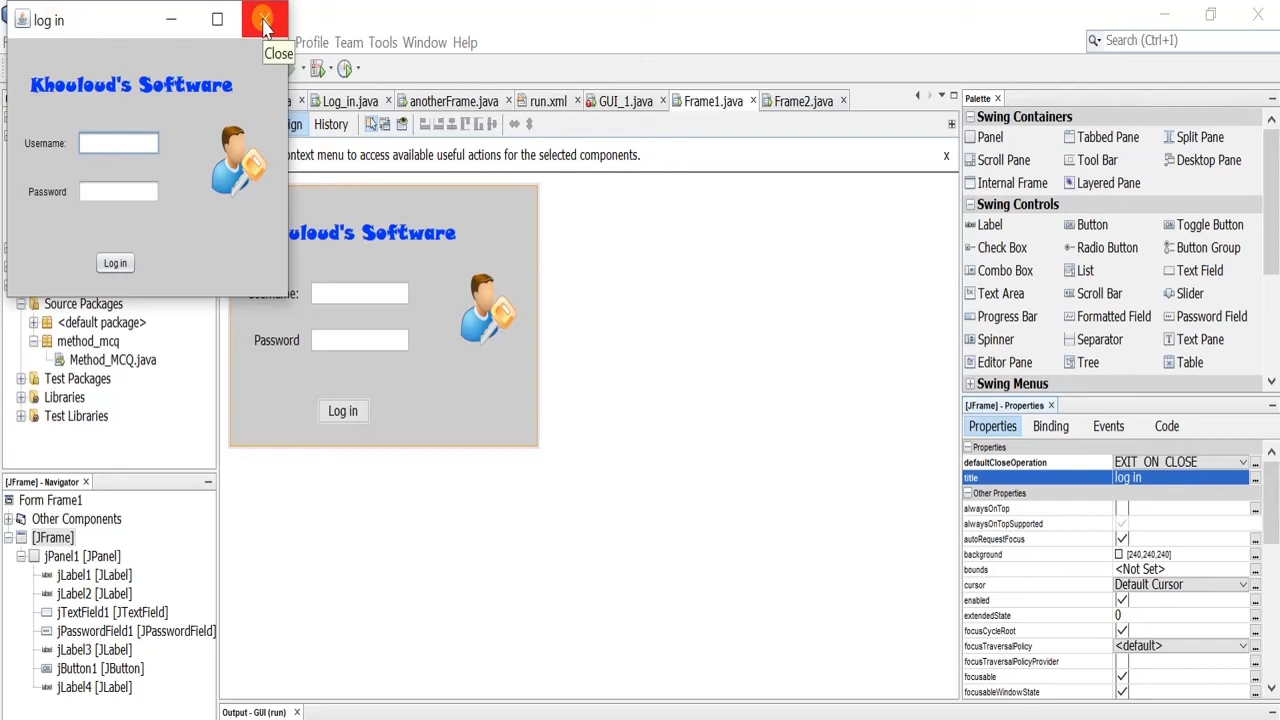 log in
Close
Khouloud's Software
Username:
Password
Log in
Profile Team Tools Window Help
Search (Ctrl+I)
Log_in.java
anotherFrame.java
run.xml
GUI_1.java
Frame1.java
Frame2.java
History
context menu to access available useful actions for the selected components.
x
uloud's Software
Password
Log in
Source Packages
<default package>
method_mcq
Method_MCQ.java
Test Packages
Libraries
Test Libraries
[JFrame] - Navigator
Form Frame1
Other Components
[JFrame]
jPanel1 [JPanel]
jLabel1 [JLabel]
jLabel2 [JLabel]
jTextField1 [JTextField]
jPasswordField1 [JPasswordField]
jLabel3 [JLabel]
jButton1 [JButton]
jLabel4 [JLabel]
Output - GUI (run)
Palette
Swing Containers
Panel Tabbed Pane Split Pane
Scroll Pane Tool Bar Desktop Pane
Internal Frame Layered Pane
Swing Controls
Label Button Toggle Button
Check Box Radio Button Button Group
Combo Box List Text Field
Text Area Scroll Bar Slider
Progress Bar Formatted Field Password Field
Spinner Separator Text Pane
Editor Pane Tree Table
Swing Menus
[JFrame] - Properties
Properties Binding Events Code
Properties
defaultCloseOperation EXIT_ON_CLOSE
title log in
Other Properties
alwaysOnTop
alwaysOnTopSupported
autoRequestFocus
background [240,240,240]
bounds <Not Set>
cursor Default Cursor
enabled
extendedState 0
focusCycleRoot
focusTraversalPolicy <default>
focusTraversalPolicyProvider
focusable
focusableWindowState